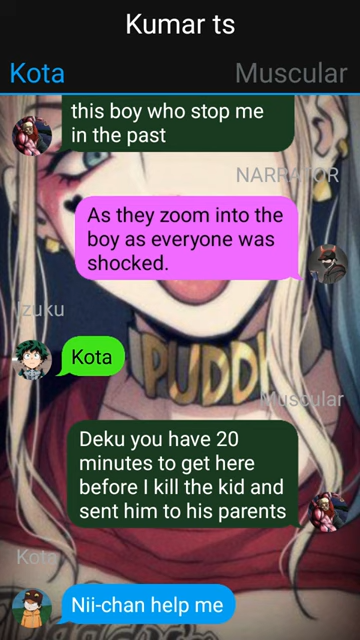 Kumar ts
Kota
Muscular
this boy who stop me
in the past
NARRATOR
As they zoom into the
boy as everyone was
shocked.
Izuku
Kota
PUDD
Muscular
Deku you have 20
minutes to get here
before I kill the kid and
sent him to his parents
Kota
Nii-chan help me